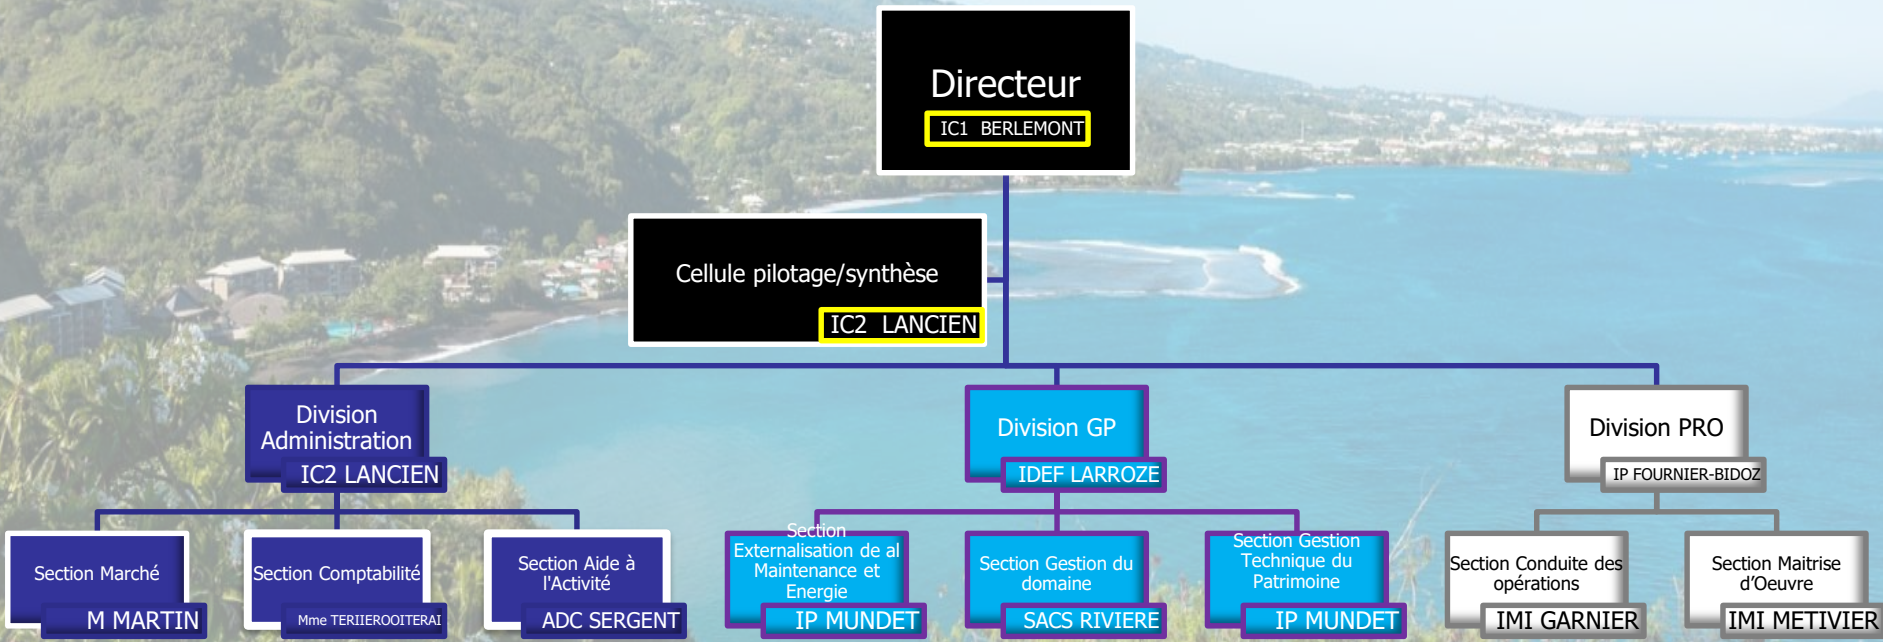 Directeur
IC1 BERLEMONT
Cellule pilotage/synthèse
IC2 LANCIEN
Division
Administration
IC2 LANCIEN
Division GP
IDEF LARROZE
Division PRO
IP FOURNIER-BIDOZ
Section Marché
M MARTIN
Section Comptabilité
Mme TERIIEROOITERAI
Section Aide à
l'Activité
ADC SERGENT
Section
Externalisation de al
Maintenance et
Energie
IP MUNDET
Section Gestion du
domaine
SACS RIVIERE
Section Gestion
Technique du
Patrimoine
IP MUNDET
Section Conduite des
opérations
IMI GARNIER
Section Maitrise
d’Oeuvre
IMI METIVIER